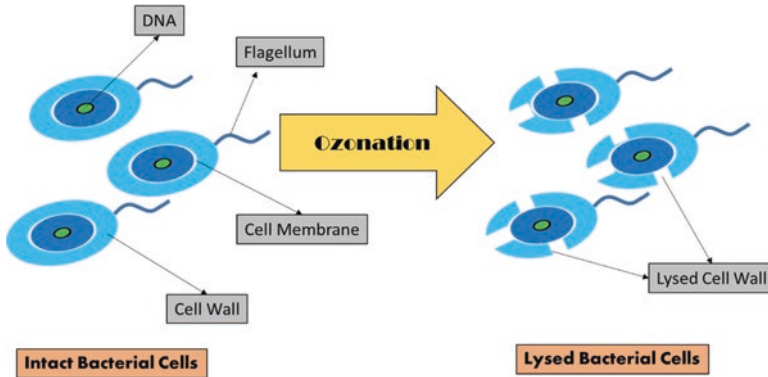 DNA
Flagellum
Ozonation
Cell Membrane
Cell Wall
Lysed Cell Wall
Intact Bacterial Cells
Lysed Bacterial Cells